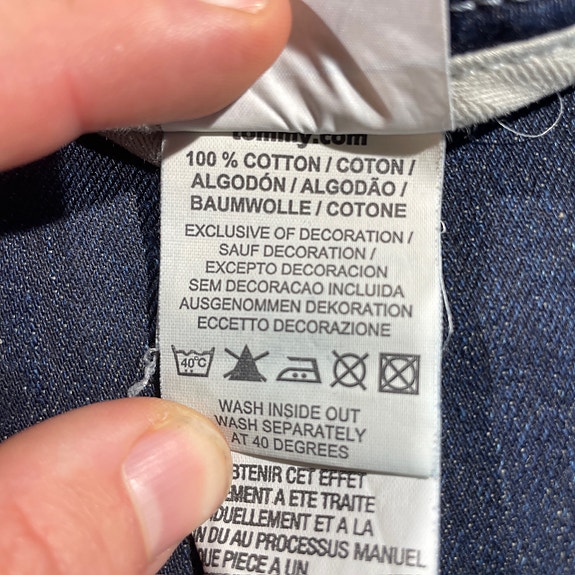 tommy.com
100 % COTTON / COTON /
ALGODÓN / ALGODÃO /
BAUMWOLLE / COTONE
EXCLUSIVE OF DECORATION /
SAUF DECORATION /
EXCEPTO DECORACION
SEM DECORACAO INCLUIDA
AUSGENOMMEN DEKORATION
ECCETTO DECORAZIONE
40°C
WASH INSIDE OUT
WASH SEPARATELY
AT 40 DEGREES
BTENIR CET EFFET
EMENT A ETE TRAITE
DUELLEMENT ET A
N DU AU PROCESSUS MANUEL
QUE PIECE A UN